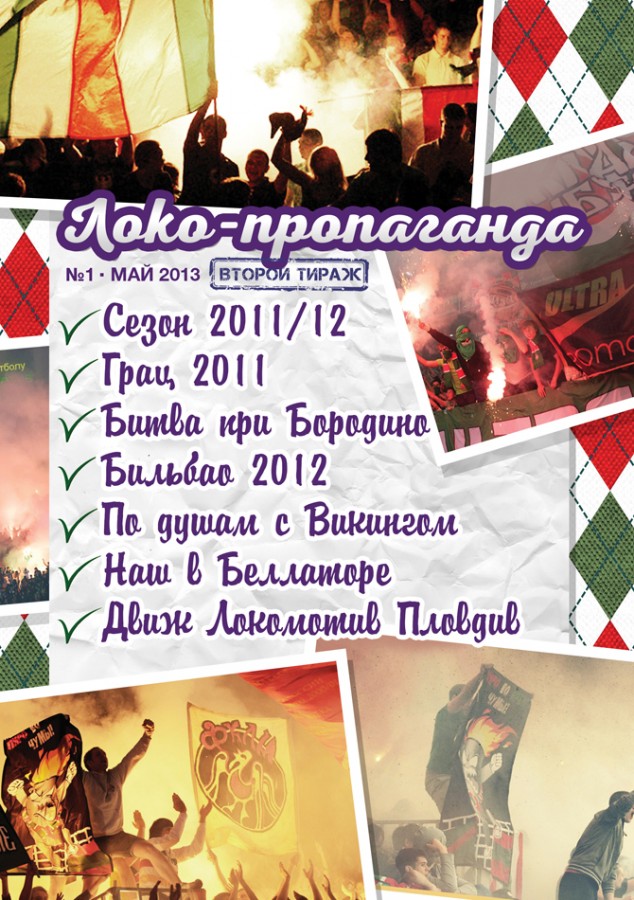 Локо-пропаганда
№1 · МАЙ 2013 ВТОРОЙ ТИРАЖ
Сезон 2011/12
Грац 2011
Битва при Бородино
Бильбао 2012
По душам с Викингом
Наш в Беллаторе
Движ Локомотив Пловдив
ULTRA